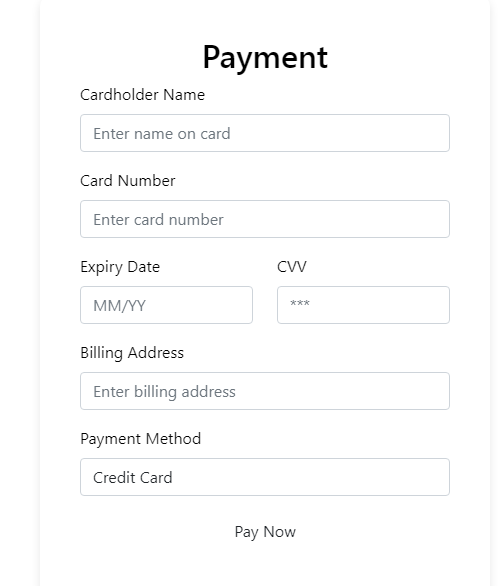 Payment
Cardholder Name
Enter name on card
Card Number
Enter card number
Expiry Date CVV
MM/YY ***
Billing Address
Enter billing address
Payment Method
Credit Card
Pay Now